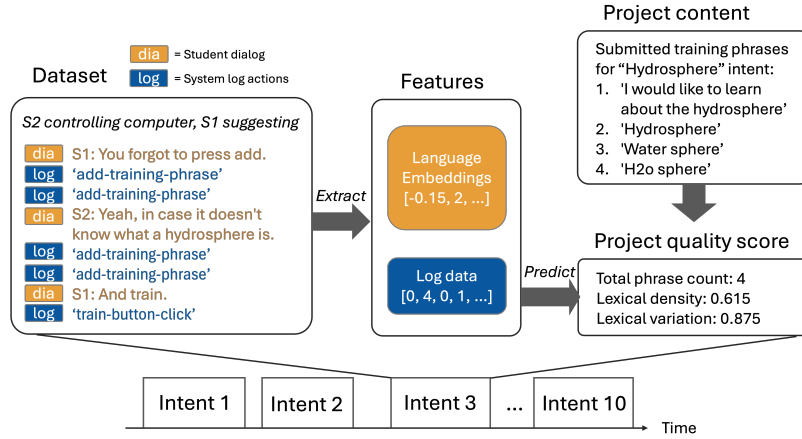 dia = Student dialog
log = System log actions
Dataset
S2 controlling computer, S1 suggesting
dia S1: You forgot to press add.
log 'add-training-phrase'
log 'add-training-phrase'
dia S2: Yeah, in case it doesn't
know what a hydrosphere is.
log 'add-training-phrase'
log 'add-training-phrase'
dia S1: And train.
log 'train-button-click'
Extract
Features
Language
Embeddings
[-0.15, 2, ...]
Log data
[0, 4, 0, 1, ...]
Predict
Project content
Submitted training phrases
for “Hydrosphere” intent:
1. 'I would like to learn
about the hydrosphere’
2. 'Hydrosphere’
3. 'Water sphere’
4. 'H2o sphere’
Project quality score
Total phrase count: 4
Lexical density: 0.615
Lexical variation: 0.875
Intent 1
Intent 2
Intent 3
...
Intent 10
Time